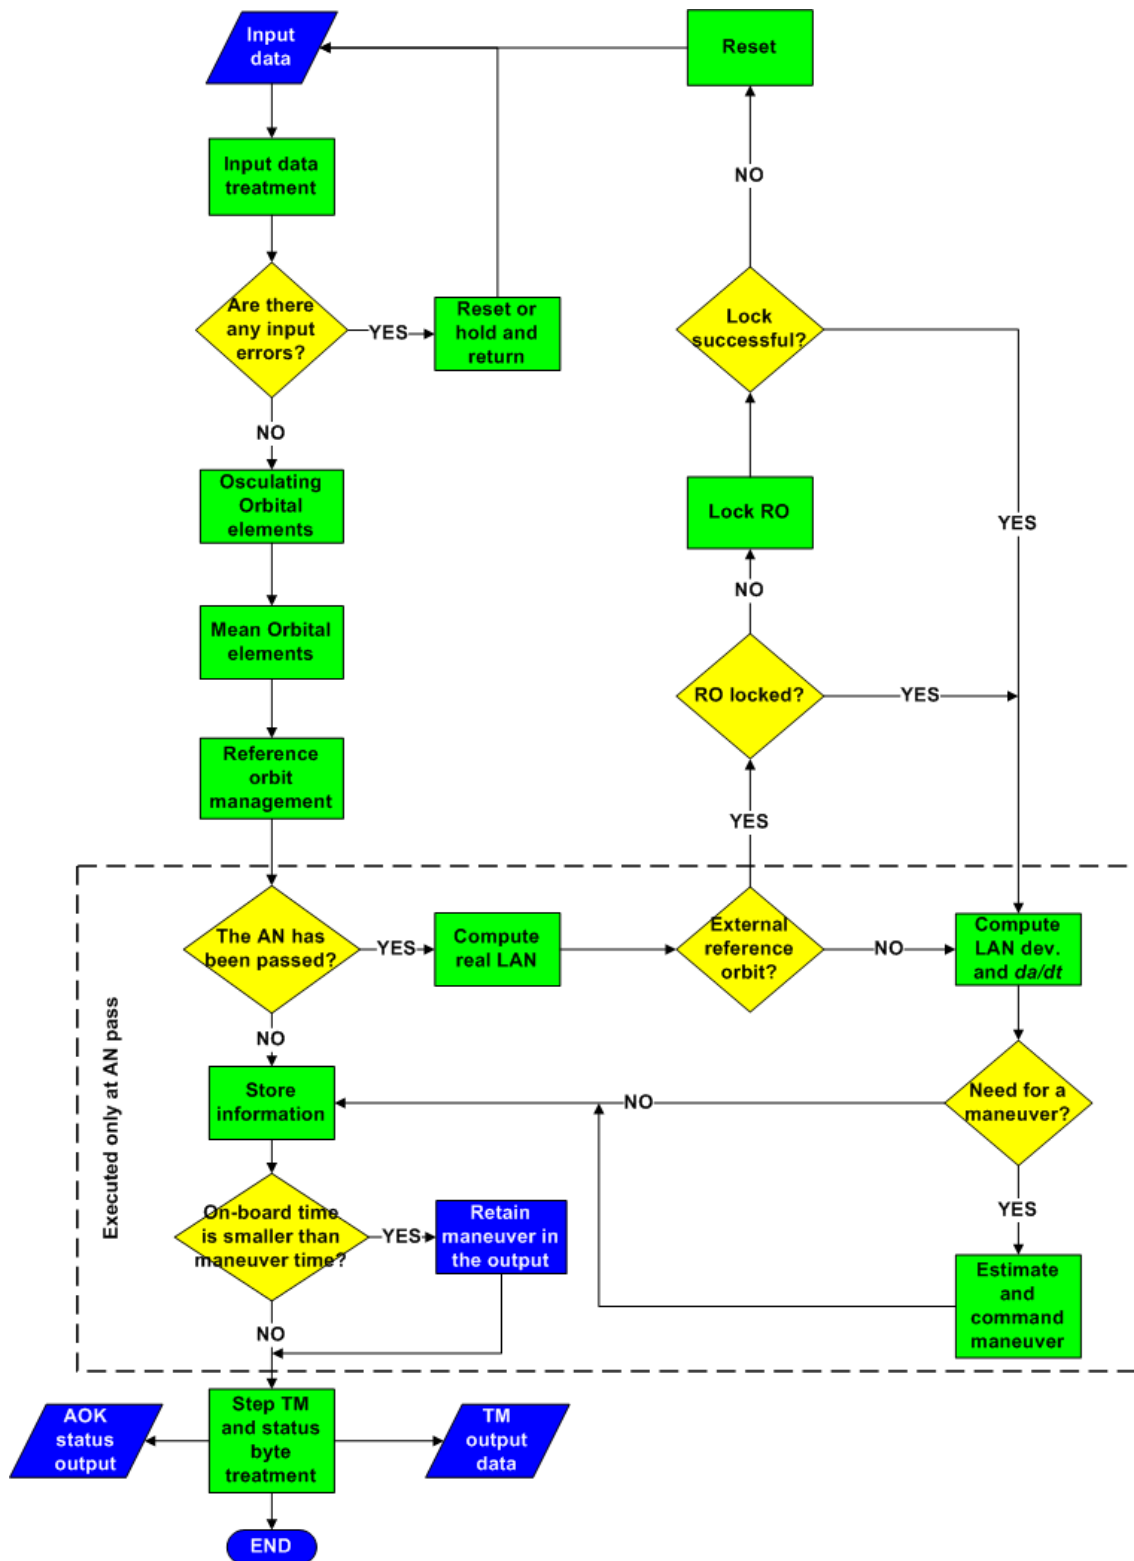 Input
data
Reset
Input data
treatment
NO
Are there
any input
errors?
YES
Reset or
hold and
return
Lock
successful?
NO
Osculating
Orbital
elements
Lock RO
YES
NO
Mean Orbital
elements
RO locked?
YES
Reference
orbit
management
YES
Executed only at AN pass
The AN has
been passed?
YES
Compute
real LAN
External
reference
orbit?
NO
Compute
LAN dev.
and da/dt
NO
Store
information
NO
Need for a
maneuver?
YES
On-board time
is smaller than
maneuver time?
YES
Retain
maneuver in
the output
Estimate
and
command
maneuver
NO
AOK
status
output
Step TM
and status
byte
treatment
TM
output
data
END